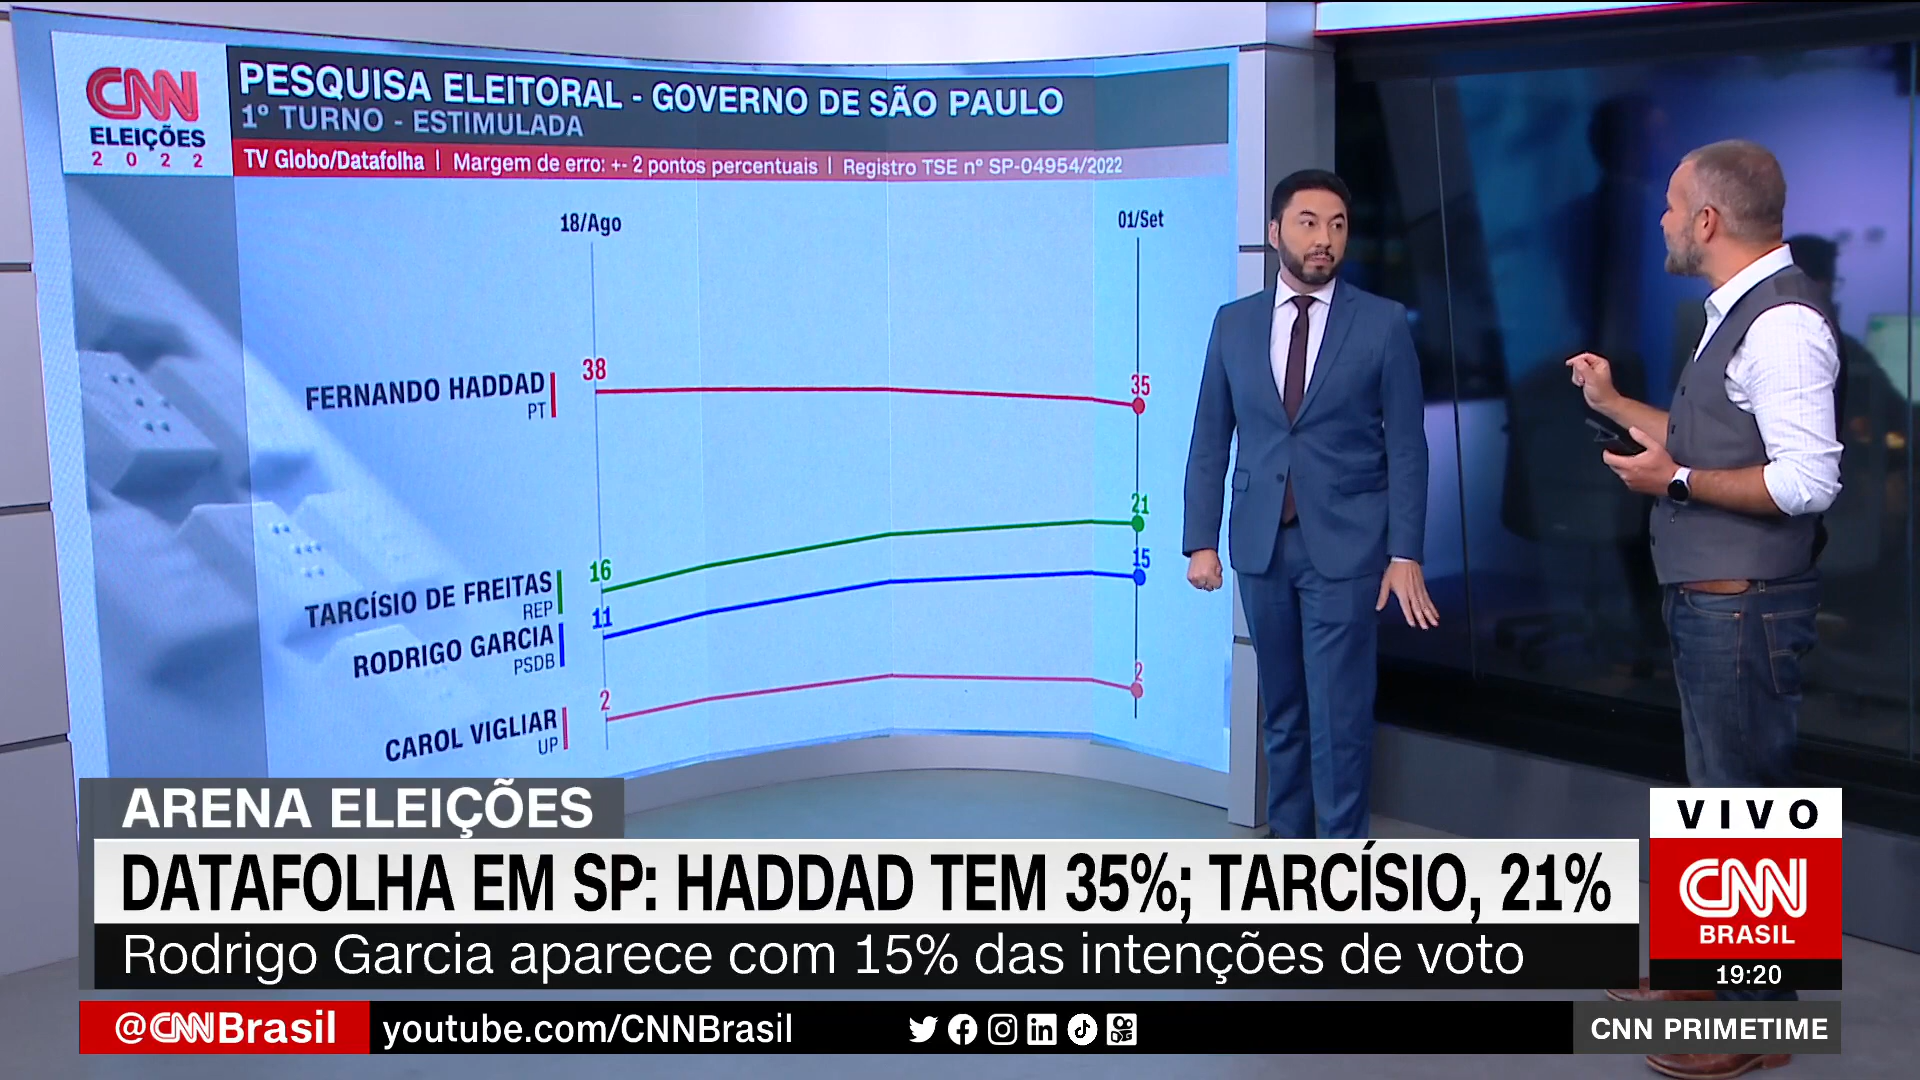 CNN
ELEIÇÕES
2022
PESQUISA ELEITORAL - GOVERNO DE SÃO PAULO
1º TURNO - ESTIMULADA
TV Globo/Datafolha | Margem de erro: +- 2 pontos percentuais | Registro TSE nº SP-04954/2022
18/Ago
01/Set
FERNANDO HADDAD
PT
38
35
TARCÍSIO DE FREITAS
REP
16
21
RODRIGO GARCIA
PSDB
11
15
CAROL VIGLIAR
UP
2
2
ARENA ELEIÇÕES
DATAFOLHA EM SP: HADDAD TEM 35%; TARCÍSIO, 21%
Rodrigo Garcia aparece com 15% das intenções de voto
VIVO
CNN
BRASIL
19:20
@CNNBrasil
youtube.com/CNNBrasil
CNN PRIMETIME